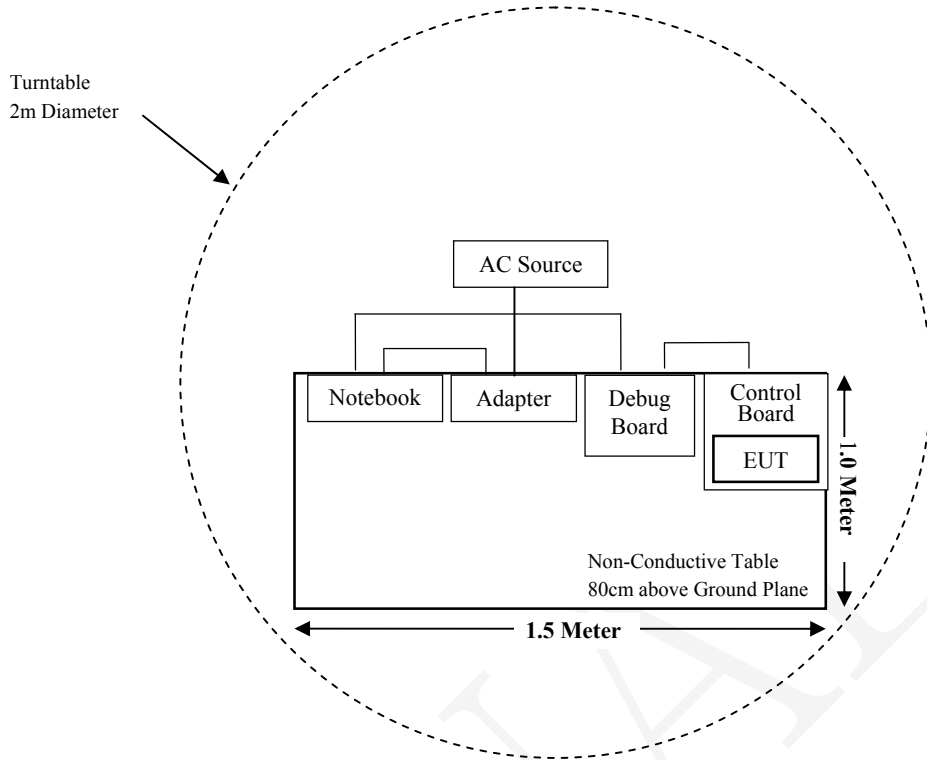 Turntable
2m Diameter
AC Source
Notebook
Adapter
Debug
Board
Control
Board
EUT
1.0 Meter
Non-Conductive Table
80cm above Ground Plane
1.5 Meter